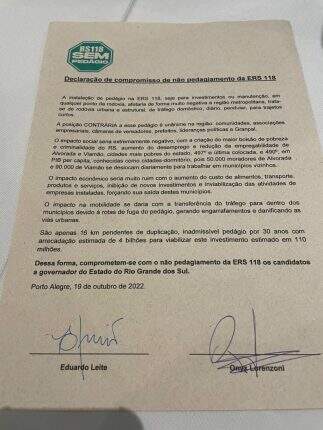 RS118
SEM
PEDÁGIO
Declaração de compromisso de não pedagiamento da ERS 118
A instalação de pedágio na ERS 118, seja para investimentos ou manutenção, em
qualquer ponto da rodovia, afetaria de forma muito negativa a região metropolitana, trata-
se de rodovia urbana e estrutural, de tráfego doméstico, diário, pendular, para trajetos
curtos.
A posição CONTRÁRIA a esse pedágio é unânime na região: comunidades, associações
empresariais, câmaras de vereadores, prefeitos, lideranças políticas e Granpal.
O impacto social seria extremamente negativo, com a criação do maior bolsão de pobreza
e criminalidade do RS, aumento do desemprego e redução de empregabilidade de
Alvorada e Viamão, cidades mais pobres do estado, 497ª e última colocada, e 490ª, em
PIB per capita, conhecidas como cidades-dormitório, pois 50.000 moradores de Alvorada
e 80.000 de Viamão se deslocam diariamente para trabalhar em municípios vizinhos.
O impacto econômico seria muito ruim com o aumento do custo de alimentos, transporte,
produtos e serviços, inibição de novos investimentos e inviabilização das atividades de
empresas instaladas, forçando sua saída destes municípios.
O impacto na mobilidade se daria com a transferência do tráfego para dentro dos
municípios devido à rotas de fuga do pedágio, gerando engarrafamentos e danificando as
vias urbanas.
São apenas 16 km pendentes de duplicação, inadmissível pedágio por 30 anos com
arrecadação estimada de 4 bilhões para viabilizar este investimento estimado em 110
milhões.
Dessa forma, comprometem-se com o não pedagiamento da ERS 118 os candidatos
a governador do Estado do Rio Grande dos Sul.
Porto Alegre, 19 de outubro de 2022.
Eduardo Leite
Onyx Lorenzoni